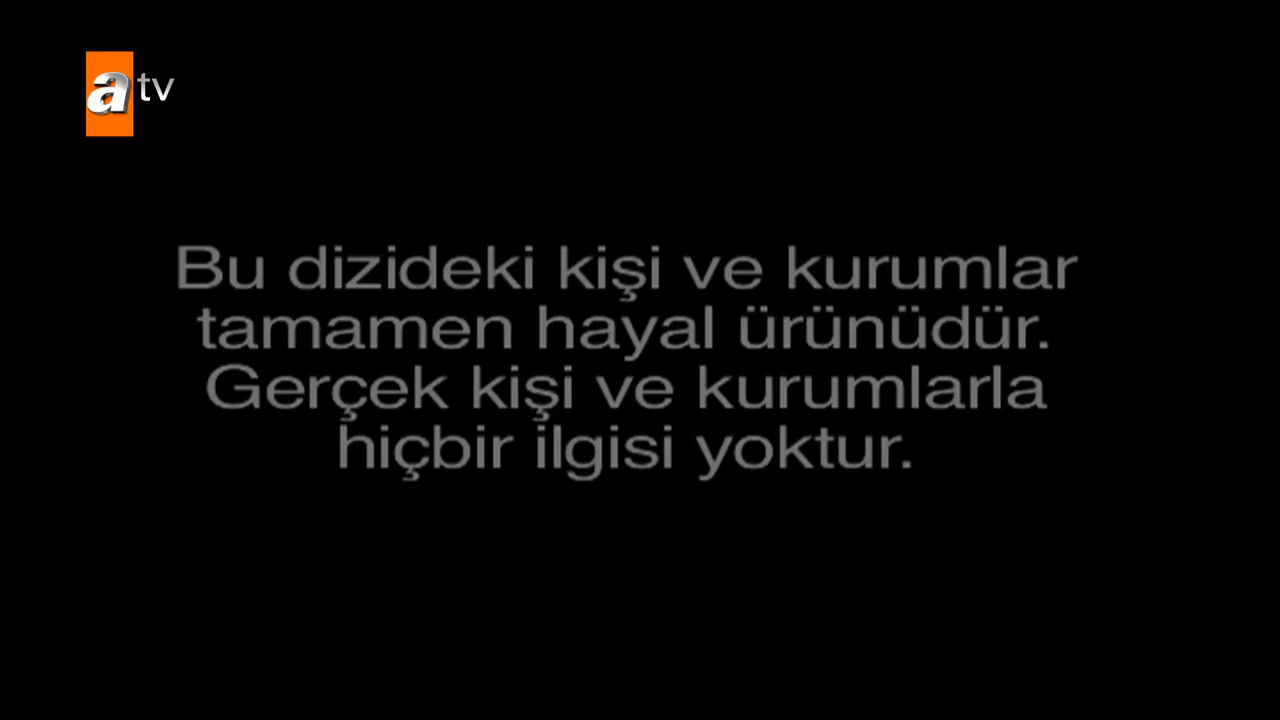 atv
Bu dizideki kişi ve kurumlar
tamamen hayal ürünüdür.
Gerçek kişi ve kurumlarla
hiçbir ilgisi yoktur.